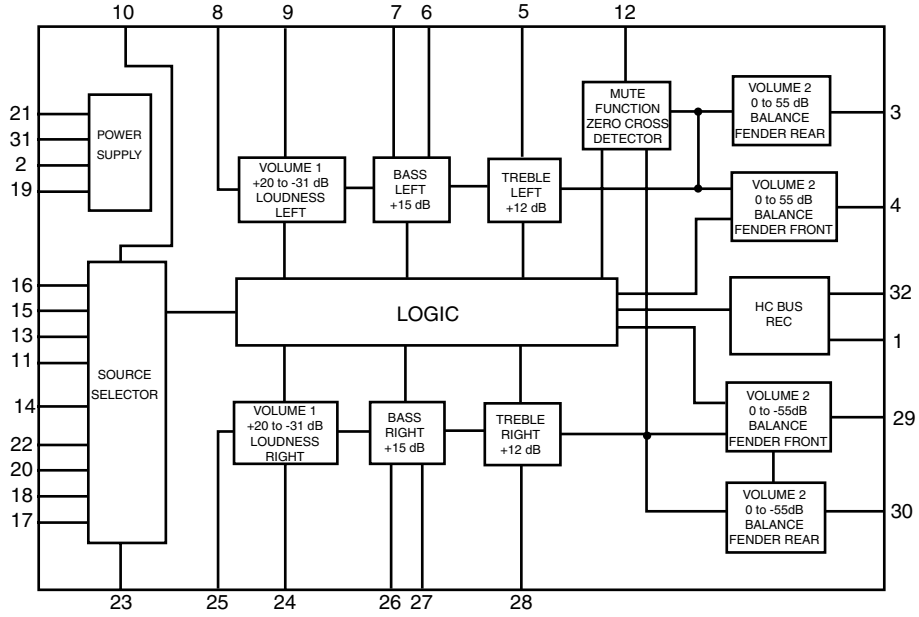 10
8
9
7
6
5
12
21
31
2
19
POWER
SUPPLY
VOLUME 1
+20 to -31 dB
LOUDNESS
LEFT
BASS
LEFT
+15 dB
TREBLE
LEFT
+12 dB
MUTE
FUNCTION
ZERO CROSS
DETECTOR
VOLUME 2
0 to 55 dB
BALANCE
FENDER REAR
3
VOLUME 2
0 to 55 dB
BALANCE
FENDER FRONT
4
16
15
13
11
14
22
20
18
17
SOURCE
SELECTOR
LOGIC
HC BUS
REC
32
1
VOLUME 1
+20 to -31 dB
LOUDNESS
RIGHT
BASS
RIGHT
+15 dB
TREBLE
RIGHT
+12 dB
VOLUME 2
0 to -55dB
BALANCE
FENDER FRONT
29
VOLUME 2
0 to -55dB
BALANCE
FENDER REAR
30
23
25
24
26
27
28